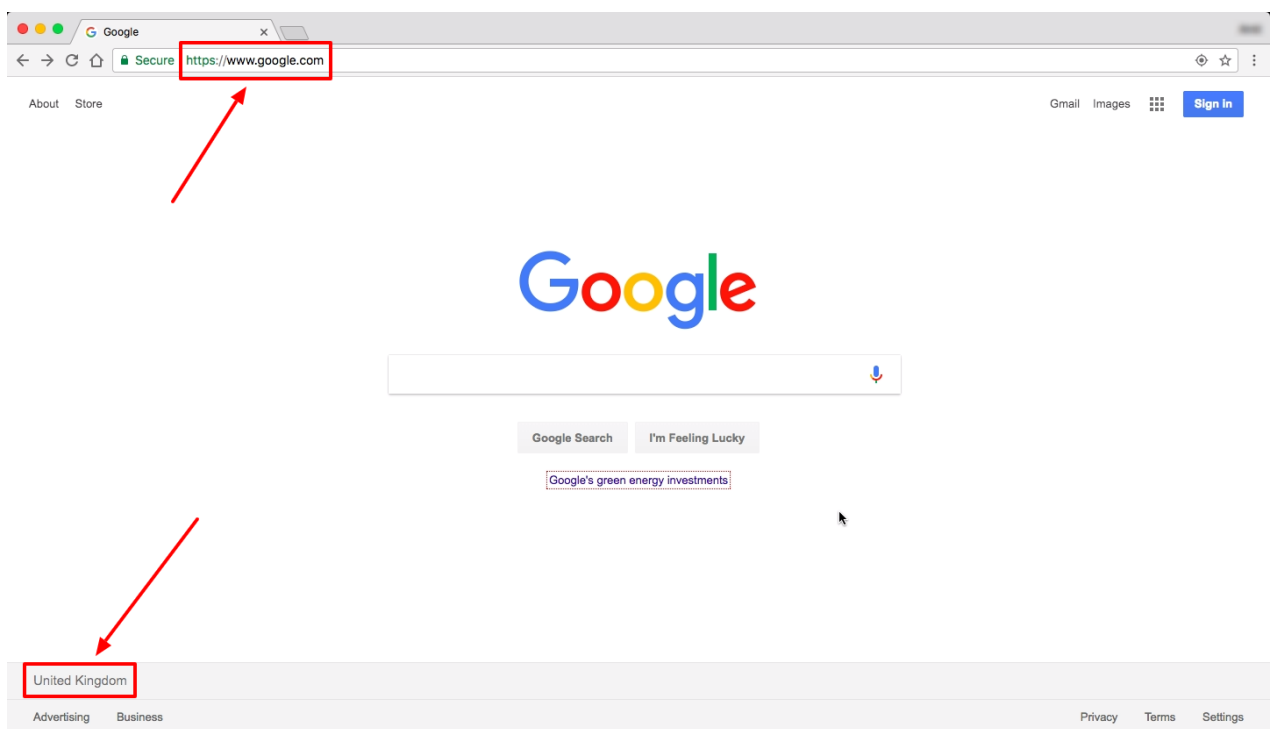 Google
Secure https://www.google.com
About Store Gmail Images Sign in
Google
Google Search I'm Feeling Lucky
Google's green energy investments
United Kingdom
Advertising Business Privacy Terms Settings